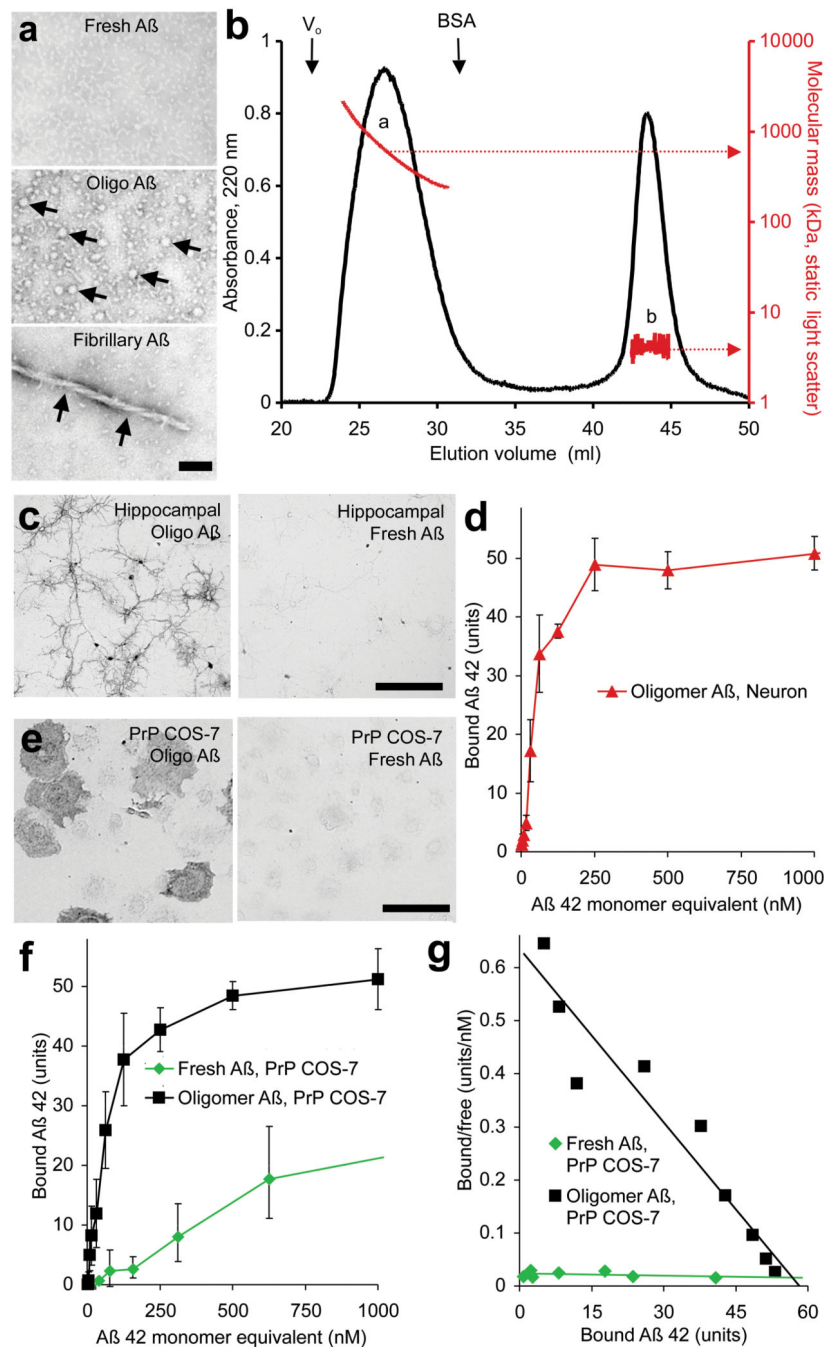 a
Fresh Aß
Oligo Aß
Fibrillary Aß
b
Vo
BSA
1
0.8
0.6
0.4
0.2
0
Absorbance, 220 nm
a
b
10000
1000
100
10
1
Molecular mass (kDa, static light scatter)
20 25 30 35 40 45 50
Elution volume (ml)
c
Hippocampal
Oligo Aß
Hippocampal
Fresh Aß
d
50
40
30
20
10
0
Bound Aß 42 (units)
Oligomer Aß, Neuron
0 250 500 750 1000
Aß 42 monomer equivalent (nM)
e
PrP COS-7
Oligo Aß
PrP COS-7
Fresh Aß
f
50
40
30
20
10
0
Bound Aß 42 (units)
Fresh Aß, PrP COS-7
Oligomer Aß, PrP COS-7
0 250 500 750 1000
Aß 42 monomer equivalent (nM)
g
0.6
0.5
0.4
0.3
0.2
0.1
0
Bound/free (units/nM)
Fresh Aß,
PrP COS-7
Oligomer Aß,
PrP COS-7
0 15 30 45 60
Bound Aß 42 (units)